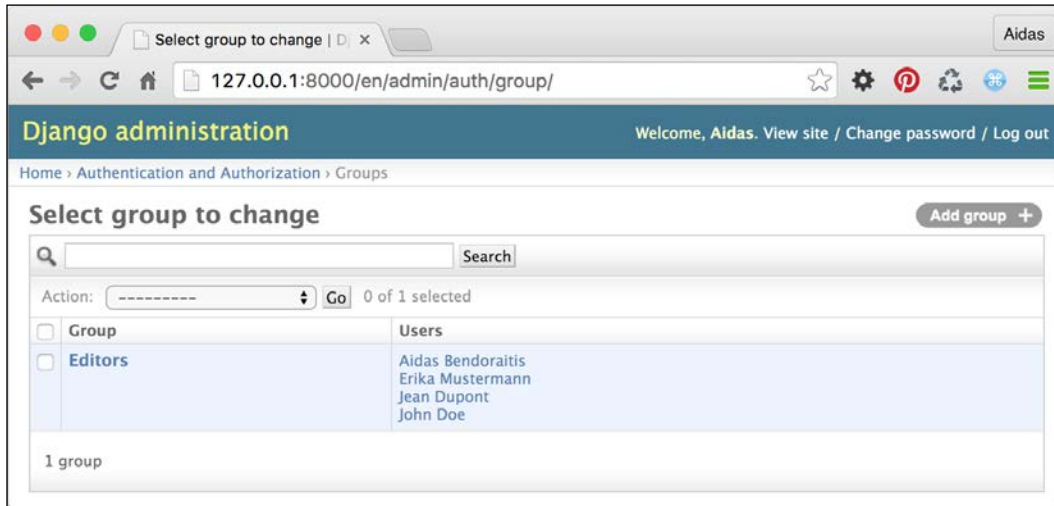 Select group to change | D
Aidas
127.0.0.1:8000/en/admin/auth/group/
Django administration
Welcome, Aidas. View site / Change password / Log out
Home › Authentication and Authorization › Groups
Select group to change
Add group +
Search
Action: --------- Go 0 of 1 selected
Group Users
Editors Aidas Bendoraitis
Erika Mustermann
Jean Dupont
John Doe
1 group